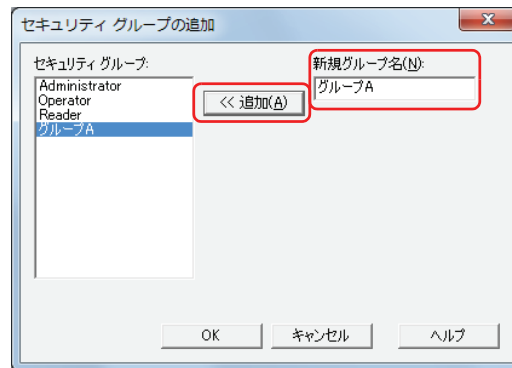 セキュリティ グループの追加
セキュリティ グループ:
Administrator
Operator
Reader
グループA
<< 追加(A)
新規グループ名(N):
グループA
OK
キャンセル
ヘルプ